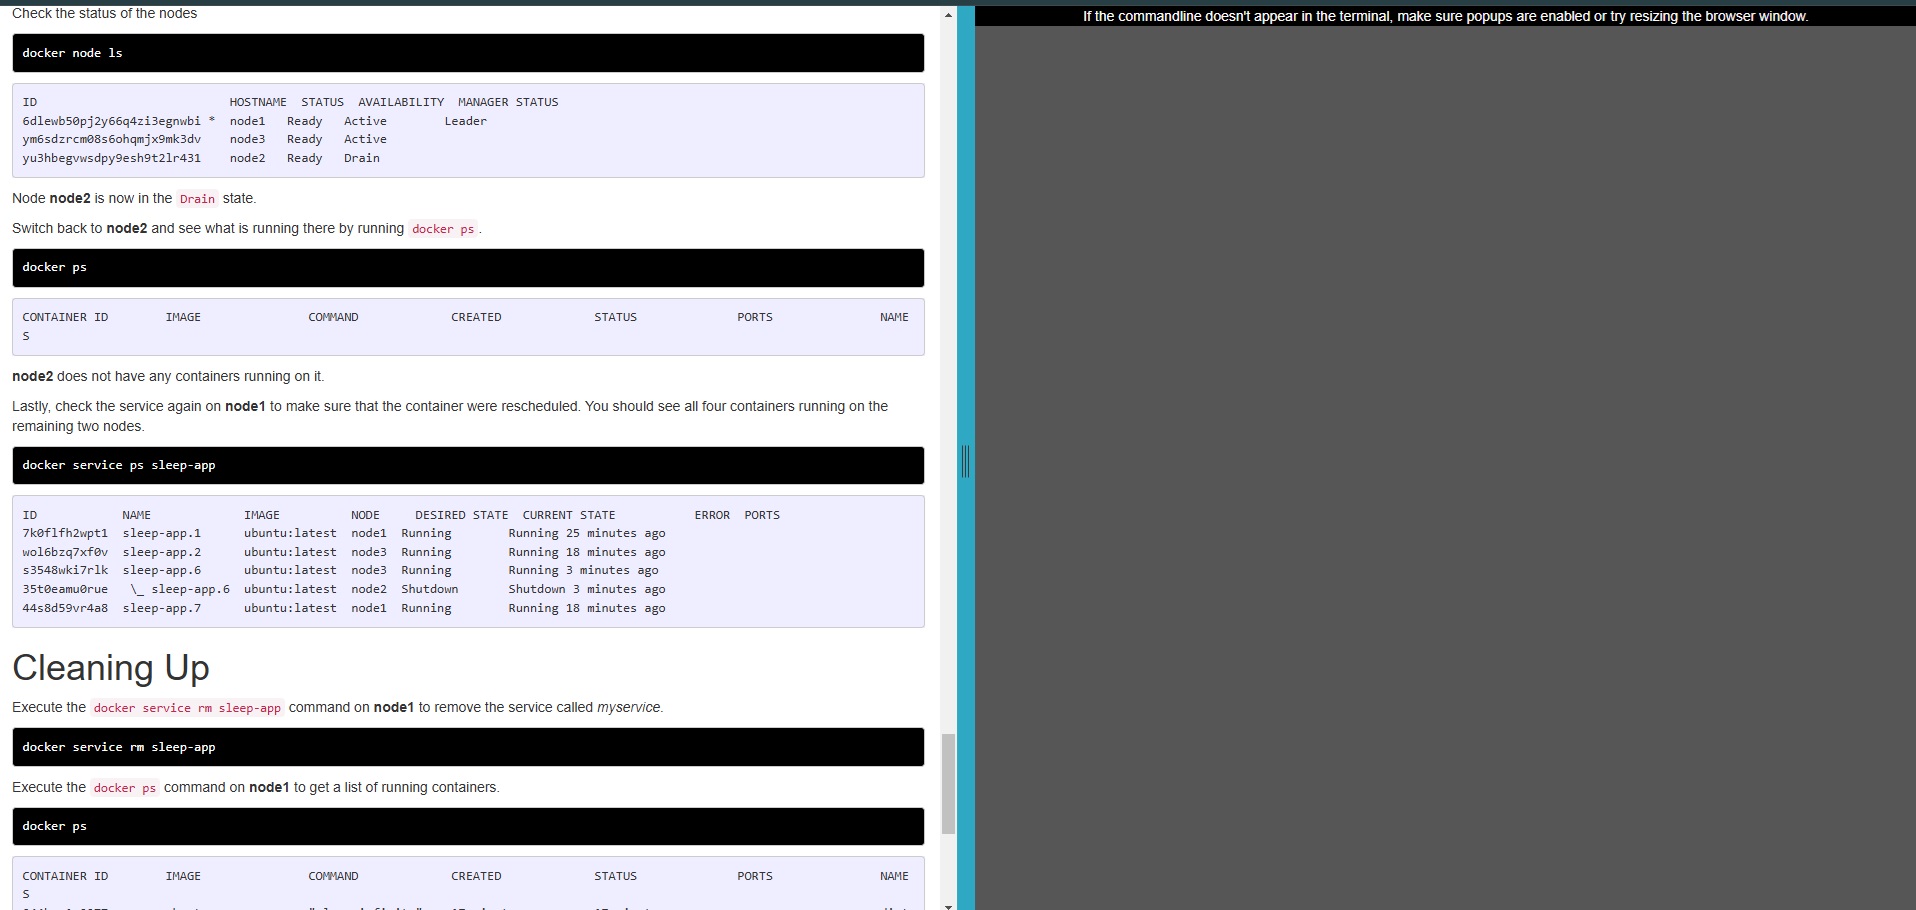 Check the status of the nodes
docker node ls
ID HOSTNAME STATUS AVAILABILITY MANAGER STATUS
6dlewb50pj2y66q4zi3egnwbi * node1 Ready Active Leader
ym6sdzrcm08s6ohqmjx9mk3dv node3 Ready Active
yu3hbegvwsdpy9esh9t2lr431 node2 Ready Drain
Node node2 is now in the Drain state.
Switch back to node2 and see what is running there by running docker ps .
docker ps
CONTAINER ID IMAGE COMMAND CREATED STATUS PORTS NAME
S
node2 does not have any containers running on it.
Lastly, check the service again on node1 to make sure that the container were rescheduled. You should see all four containers running on the
remaining two nodes.
docker service ps sleep-app
ID NAME IMAGE NODE DESIRED STATE CURRENT STATE ERROR PORTS
7k0flfh2wpt1 sleep-app.1 ubuntu:latest node1 Running Running 25 minutes ago
wol6bzq7xf0v sleep-app.2 ubuntu:latest node3 Running Running 18 minutes ago
s3548wki7rlk sleep-app.6 ubuntu:latest node3 Running Running 3 minutes ago
35t0eamu0rue \_ sleep-app.6 ubuntu:latest node2 Shutdown Shutdown 3 minutes ago
44s8d59vr4a8 sleep-app.7 ubuntu:latest node1 Running Running 18 minutes ago
Cleaning Up
Execute the docker service rm sleep-app command on node1 to remove the service called myservice.
docker service rm sleep-app
Execute the docker ps command on node1 to get a list of running containers.
docker ps
CONTAINER ID IMAGE COMMAND CREATED STATUS PORTS NAME
S
If the commandline doesn't appear in the terminal, make sure popups are enabled or try resizing the browser window.